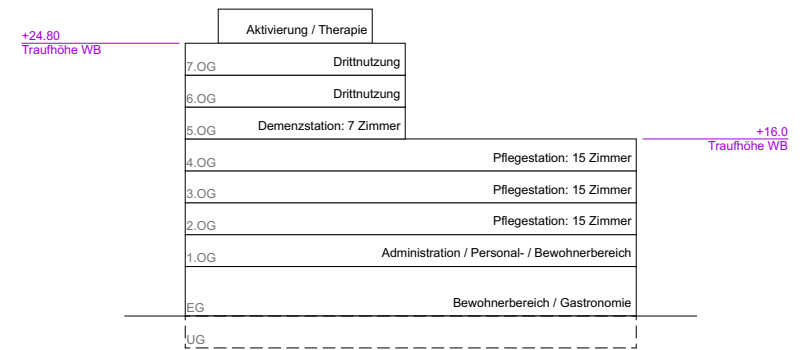 Aktivierung / Therapie
+24.80
Traufhöhe WB
7.OG Drittnutzung
6.OG Drittnutzung
5.OG Demenzstation: 7 Zimmer
+16.0
Traufhöhe WB
4.OG Pflegestation: 15 Zimmer
3.OG Pflegestation: 15 Zimmer
2.OG Pflegestation: 15 Zimmer
1.OG Administration / Personal- / Bewohnerbereich
EG Bewohnerbereich / Gastronomie
UG